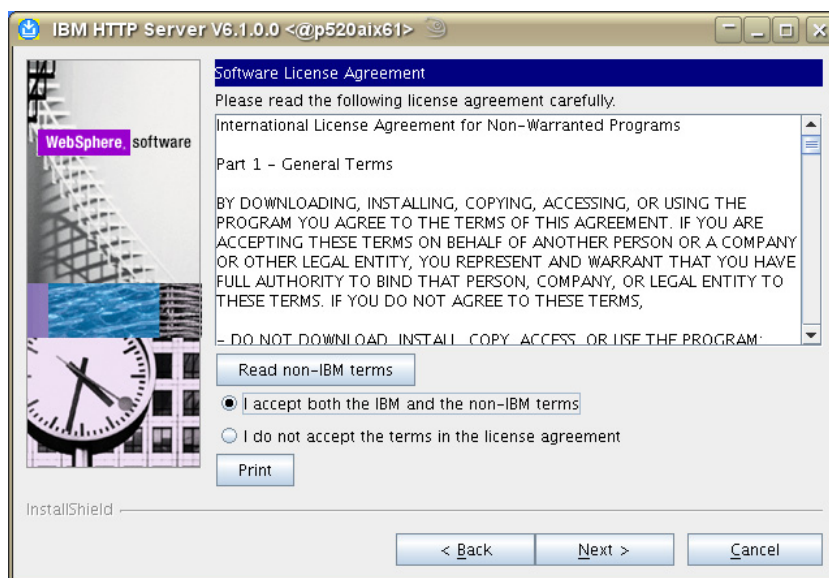 IBM HTTP Server V6.1.0.0 <@p520aix61>
WebSphere. software
Software License Agreement
Please read the following license agreement carefully.
International License Agreement for Non-Warranted Programs
Part 1 – General Terms
BY DOWNLOADING, INSTALLING, COPYING, ACCESSING, OR USING THE
PROGRAM YOU AGREE TO THE TERMS OF THIS AGREEMENT. IF YOU ARE
ACCEPTING THESE TERMS ON BEHALF OF ANOTHER PERSON OR A COMPANY
OR OTHER LEGAL ENTITY, YOU REPRESENT AND WARRANT THAT YOU HAVE
FULL AUTHORITY TO BIND THAT PERSON, COMPANY, OR LEGAL ENTITY TO
THESE TERMS. IF YOU DO NOT AGREE TO THESE TERMS,
– DO NOT DOWNLOAD, INSTALL, COPY, ACCESS, OR USE THE PROGRAM;
Read non-IBM terms
I accept both the IBM and the non-IBM terms
I do not accept the terms in the license agreement
Print
InstallShield
< Back
Next >
Cancel